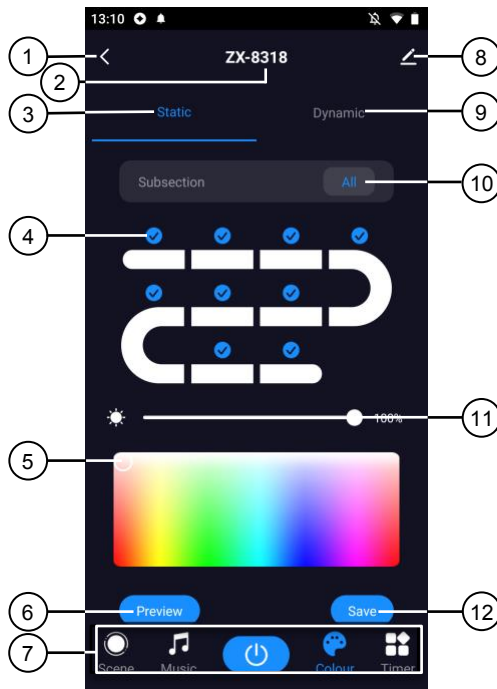 13:10
1
ZX-8318
8
2
3
Static
Dynamic
9
Subsection
All
10
4
100%
11
5
6
Preview
Save
12
7
Scene
Music
Colour
Timer